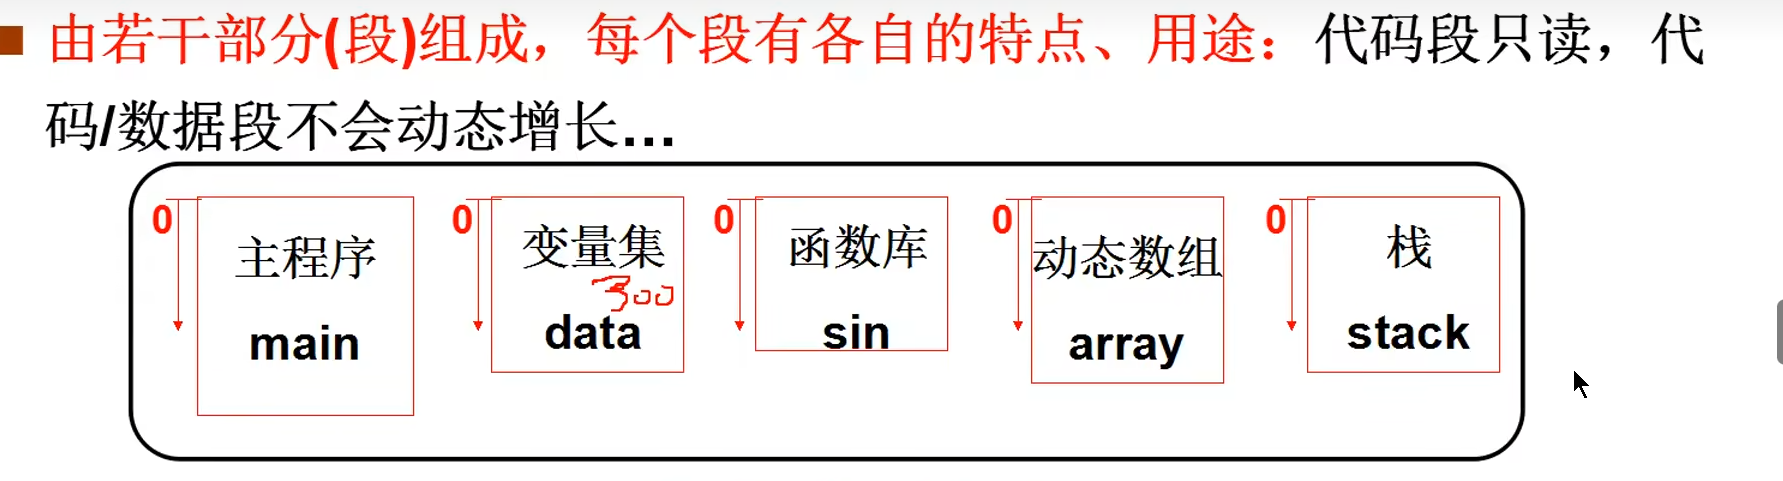 由若干部分(段)组成，每个段有各自的特点、用途：代码段只读，代
码/数据段不会动态增长...
0 主程序 0 变量集 0 函数库 0 动态数组 0 栈
300
main data sin array stack